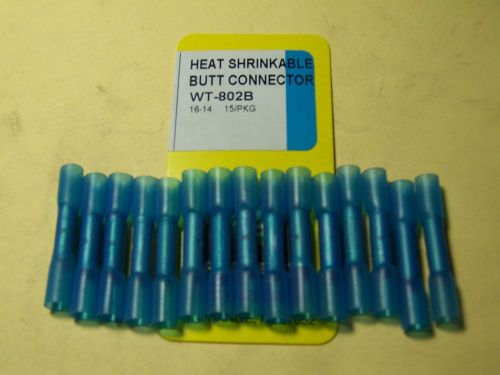 HEAT SHRINKABLE
BUTT CONNECTOR
WT-802B
16-14 15/PKG